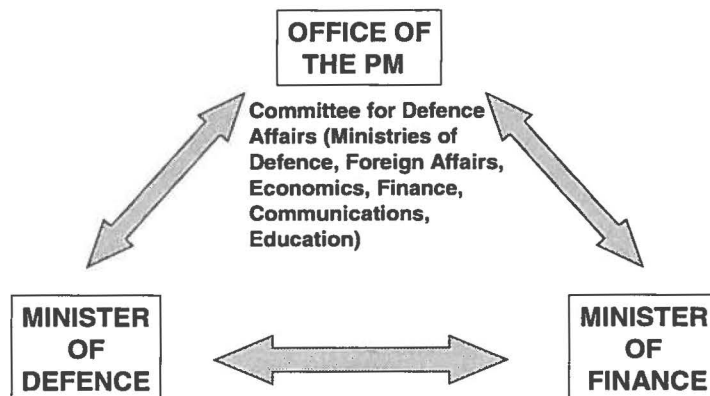 OFFICE OF
THE PM
Committee for Defence
Affairs (Ministries of
Defence, Foreign Affairs,
Economics, Finance,
Communications,
Education)
MINISTER
OF
DEFENCE
MINISTER
OF
FINANCE